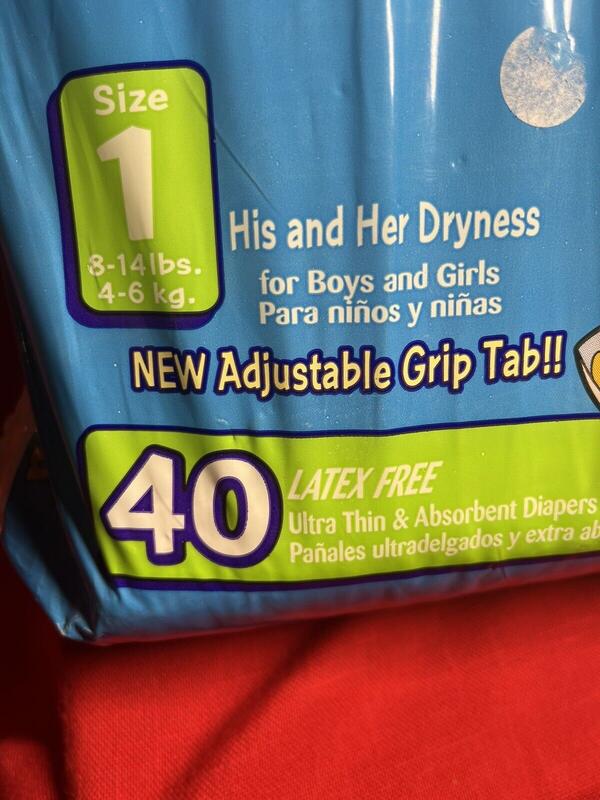 Size
1
8-14lbs.
4-6 kg.
His and Her Dryness
for Boys and Girls
Para niños y niñas
NEW Adjustable Grip Tab!!
40
LATEX FREE
Ultra Thin & Absorbent Diapers
Pañales ultradelgados y extra ab